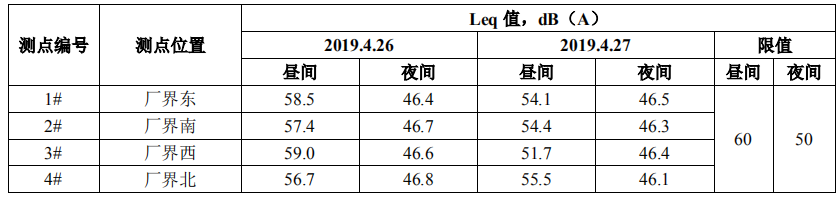 测点编号 测点位置 Leq 值，dB（A）
2019.4.26 2019.4.27 限值
昼间 夜间 昼间 夜间 昼间 夜间
1# 厂界东 58.5 46.4 54.1 46.5 60 50
2# 厂界南 57.4 46.7 54.4 46.3
3# 厂界西 59.0 46.6 51.7 46.4
4# 厂界北 56.7 46.8 55.5 46.1